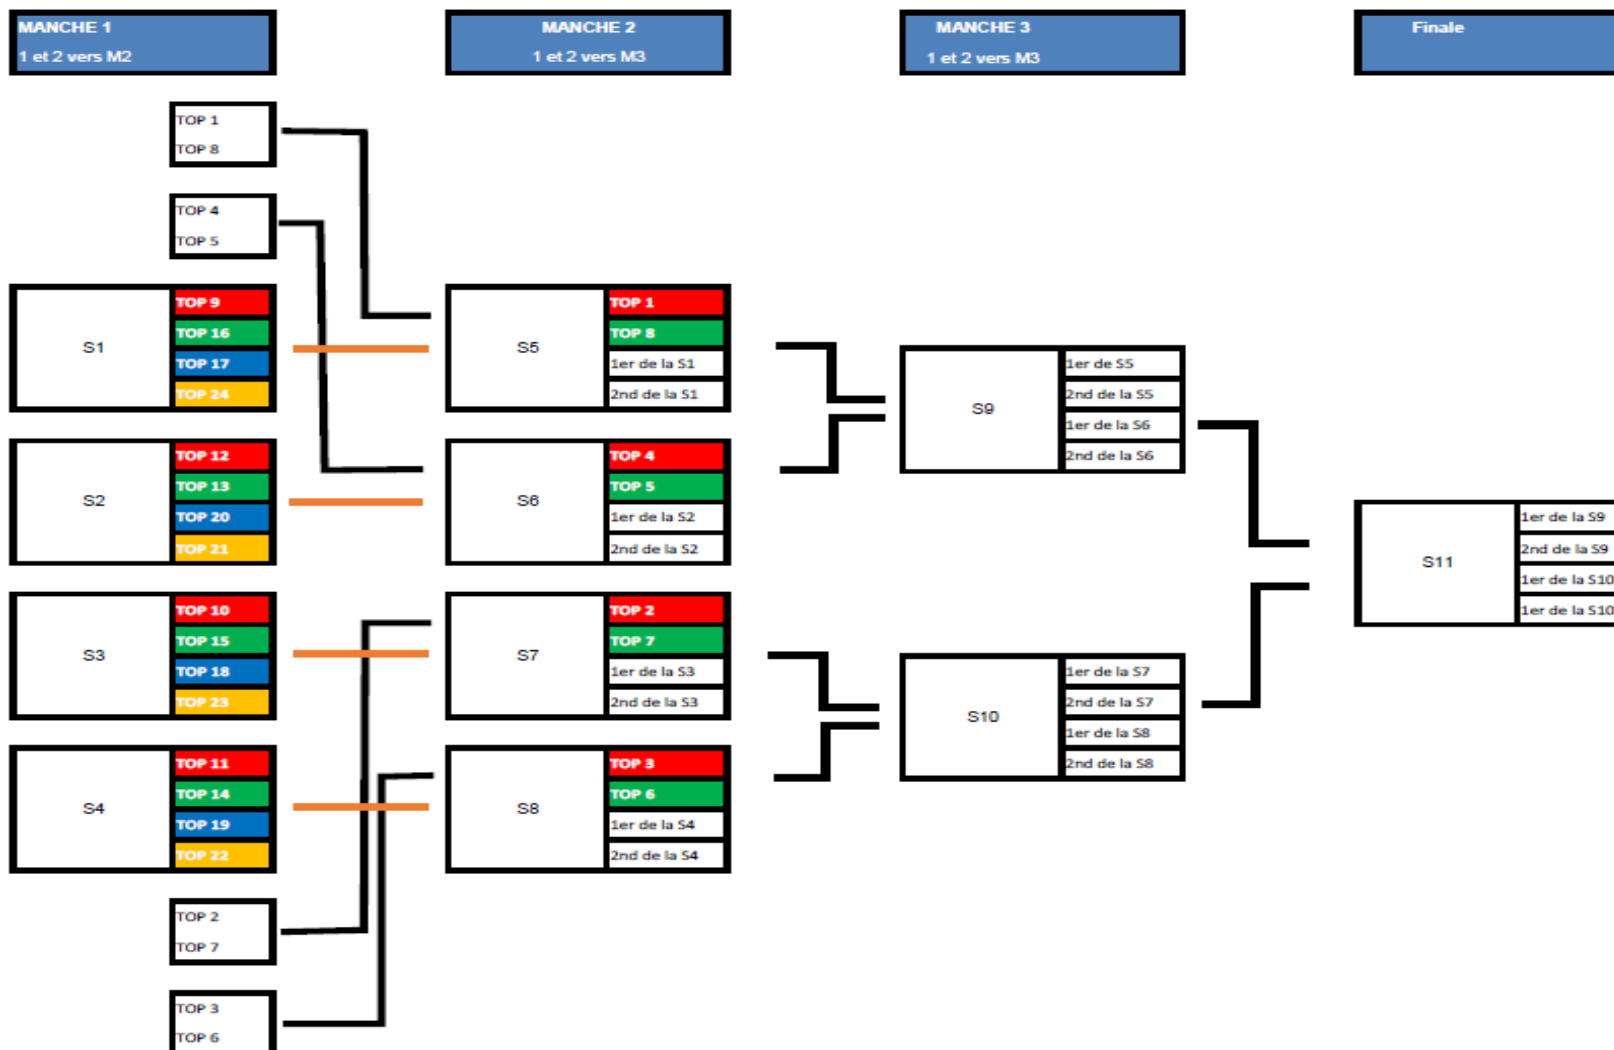 MANCHE 1
1 et 2 vers M2
MANCHE 2
1 et 2 vers M3
MANCHE 3
1 et 2 vers M3
Finale
TOP 1
TOP 8
TOP 4
TOP 5
S1
TOP 9
TOP 16
TOP 17
TOP 24
S2
TOP 12
TOP 13
TOP 20
TOP 21
S3
TOP 10
TOP 15
TOP 18
TOP 23
S4
TOP 11
TOP 14
TOP 19
TOP 22
TOP 2
TOP 7
TOP 3
TOP 6
S5
TOP 1
TOP 8
1er de la S1
2nd de la S1
S6
TOP 4
TOP 5
1er de la S2
2nd de la S2
S7
TOP 2
TOP 7
1er de la S3
2nd de la S3
S8
TOP 3
TOP 6
1er de la S4
2nd de la S4
S9
1er de S5
2nd de la S5
1er de la S6
2nd de la S6
S10
1er de la S7
2nd de la S7
1er de la S8
2nd de la S8
S11
1er de la S9
2nd de la S9
1er de la S10
1er de la S10